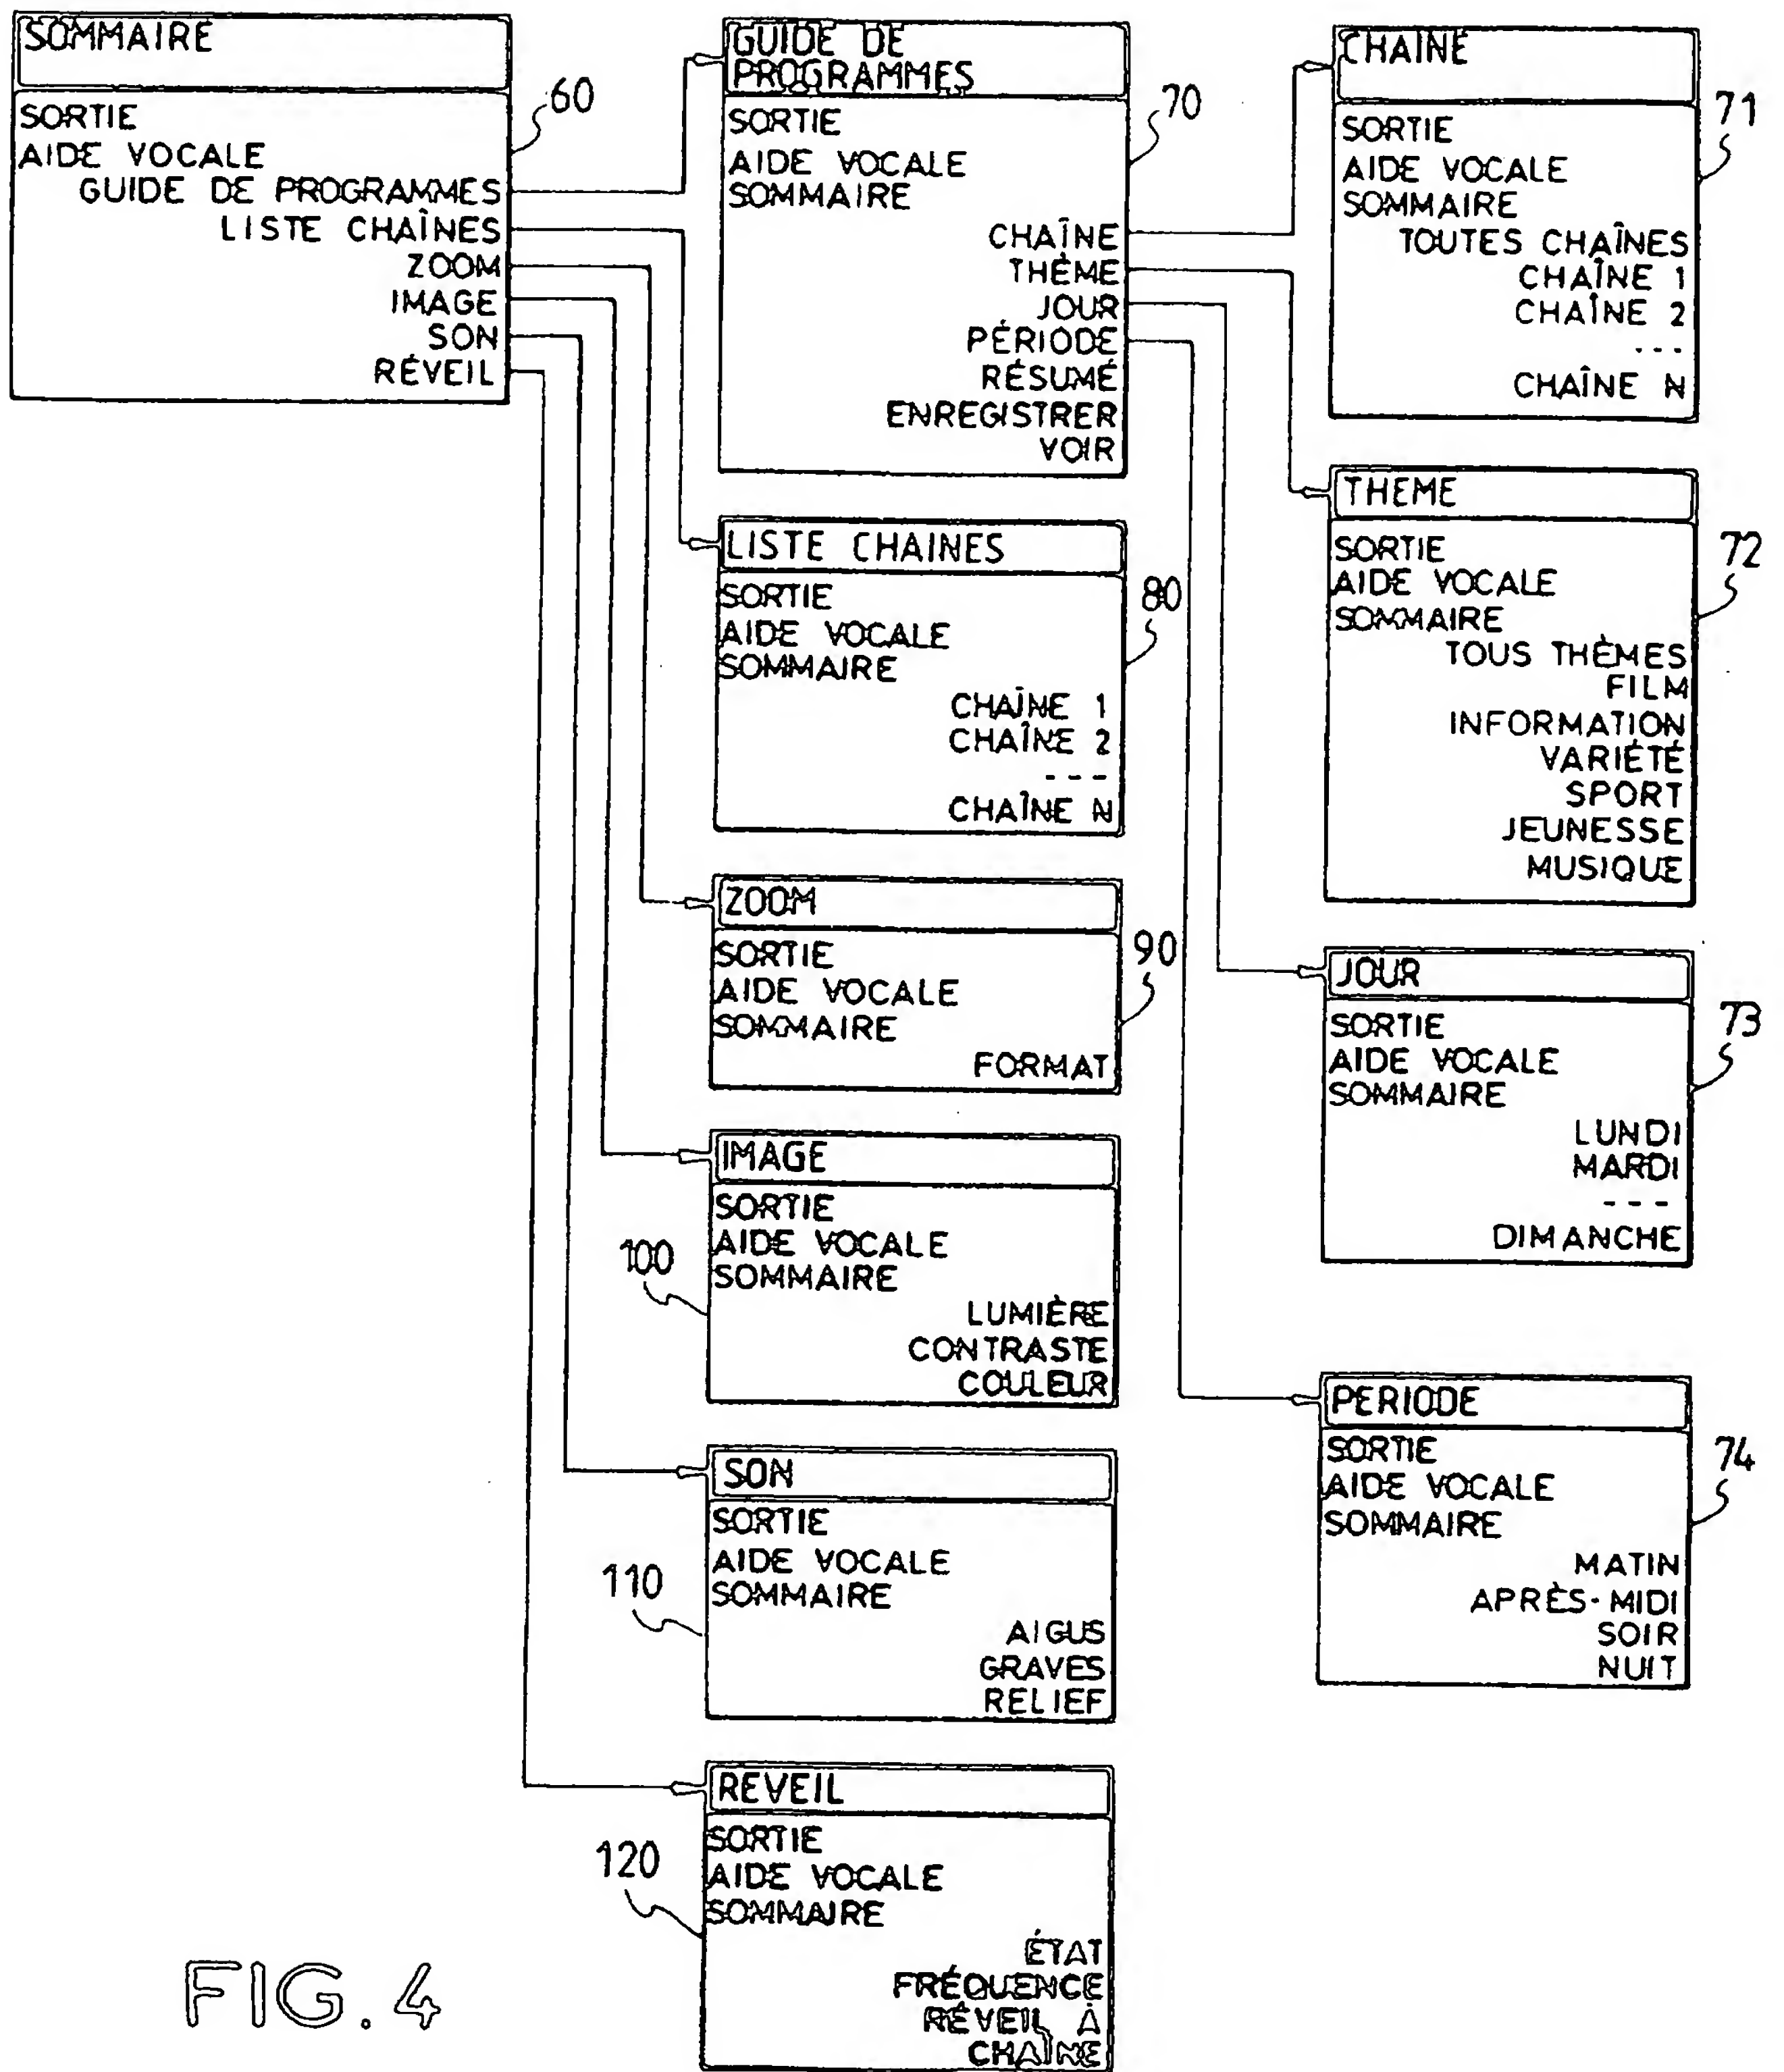 SOMMAIRE
SORTIE
AIDE VOCALE
GUIDE DE PROGRAMMES
LISTE CHAÎNES
ZOOM
IMAGE
SON
RÉVEIL
60
GUIDE DE
PROGRAMMES
SORTIE
AIDE VOCALE
SOMMAIRE
CHAÎNE
THÈME
JOUR
PÉRIODE
RÉSUMÉ
ENREGISTRER
VOIR
70
LISTE CHAINES
SORTIE
AIDE VOCALE
SOMMAIRE
CHAÎNE 1
CHAÎNE 2
- - -
CHAÎNE N
80
ZOOM
SORTIE
AIDE VOCALE
SOMMAIRE
FORMAT
90
IMAGE
SORTIE
AIDE VOCALE
SOMMAIRE
LUMIÈRE
CONTRASTE
COULEUR
100
SON
SORTIE
AIDE VOCALE
SOMMAIRE
AIGUS
GRAVES
RELIEF
110
REVEIL
SORTIE
AIDE VOCALE
SOMMAIRE
ÉTAT
FRÉQUENCE
RÉVEIL À
CHAÎNE
120
CHAINE
SORTIE
AIDE VOCALE
SOMMAIRE
TOUTES CHAÎNES
CHAÎNE 1
CHAÎNE 2
- - -
CHAÎNE N
71
THEME
SORTIE
AIDE VOCALE
SOMMAIRE
TOUS THÈMES
FILM
INFORMATION
VARIÉTÉ
SPORT
JEUNESSE
MUSIQUE
72
JOUR
SORTIE
AIDE VOCALE
SOMMAIRE
LUNDI
MARDI
- - -
DIMANCHE
73
PERIODE
SORTIE
AIDE VOCALE
SOMMAIRE
MATIN
APRÈS-MIDI
SOIR
NUIT
74
FIG. 4